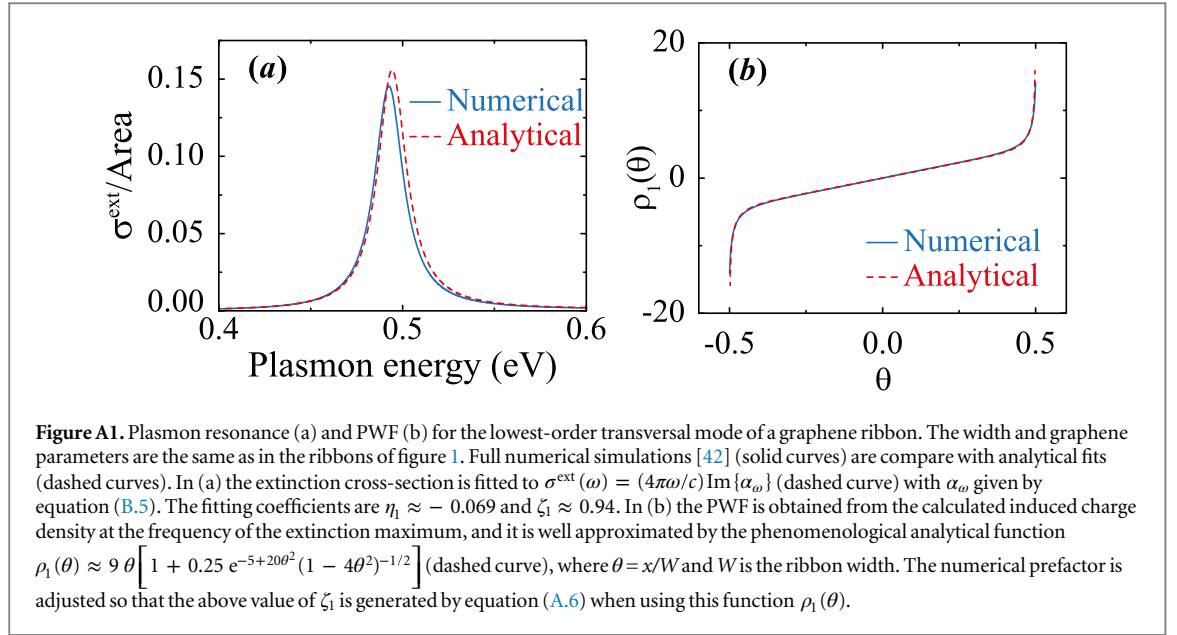 (a)
Numerical
Analytical
σ^ext/Area
0.15
0.10
0.05
0.00
0.4
0.5
0.6
Plasmon energy (eV)
(b)
Numerical
Analytical
ρ₁(θ)
20
0
-20
-0.5
0.0
0.5
θ
Figure A1. Plasmon resonance (a) and PWF (b) for the lowest-order transversal mode of a graphene ribbon. The width and graphene
parameters are the same as in the ribbons of figure 1. Full numerical simulations [42] (solid curves) are compare with analytical fits
(dashed curves). In (a) the extinction cross-section is fitted to σ^ext(ω) = (4πω/c) Im{α_ω} (dashed curve) with α_ω given by
equation (B.5). The fitting coefficients are η₁ ≈ − 0.069 and ζ₁ ≈ 0.94. In (b) the PWF is obtained from the calculated induced charge
density at the frequency of the extinction maximum, and it is well approximated by the phenomenological analytical function
ρ₁(θ) ≈ 9 θ[1 + 0.25 e^(−5+20θ²) (1 − 4θ²)^(−1/2)] (dashed curve), where θ = x/W and W is the ribbon width. The numerical prefactor is
adjusted so that the above value of ζ₁ is generated by equation (A.6) when using this function ρ₁(θ).